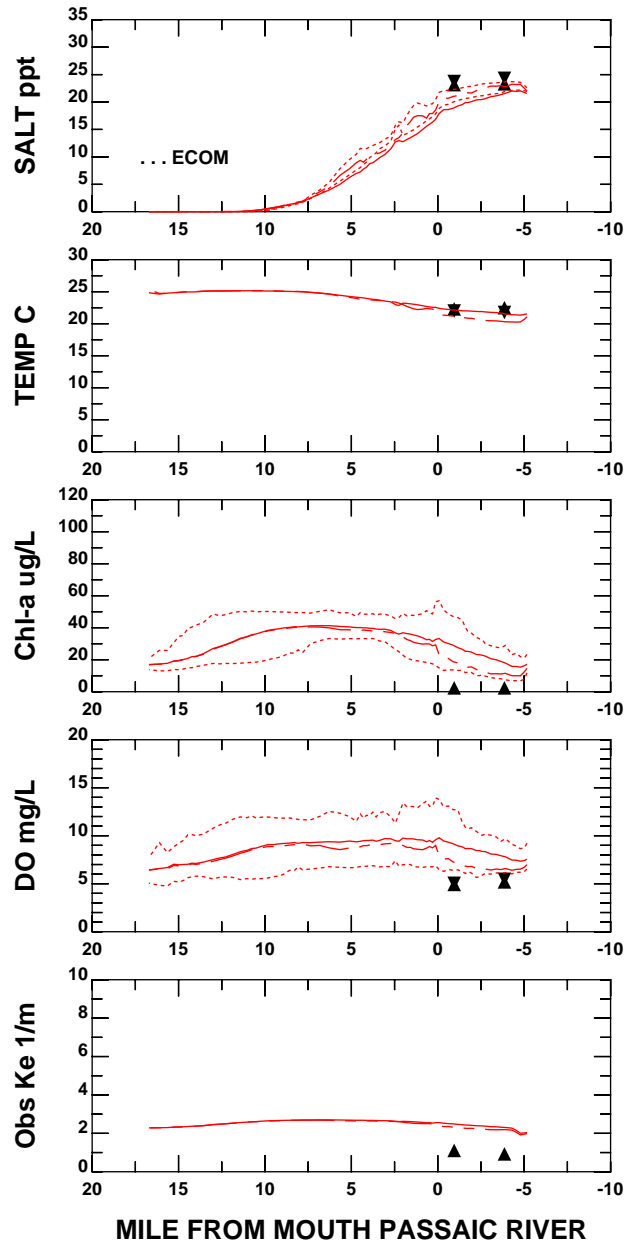 SALT ppt
35
30
25
20
15
10
5
0
. . . ECOM
20 15 10 5 0 -5 -10
TEMP C
30
25
20
15
10
5
0
20 15 10 5 0 -5 -10
Chl-a ug/L
120
100
80
60
40
20
0
20 15 10 5 0 -5 -10
DO mg/L
20
15
10
5
0
20 15 10 5 0 -5 -10
Obs Ke 1/m
10
8
6
4
2
0
20 15 10 5 0 -5 -10
MILE FROM MOUTH PASSAIC RIVER